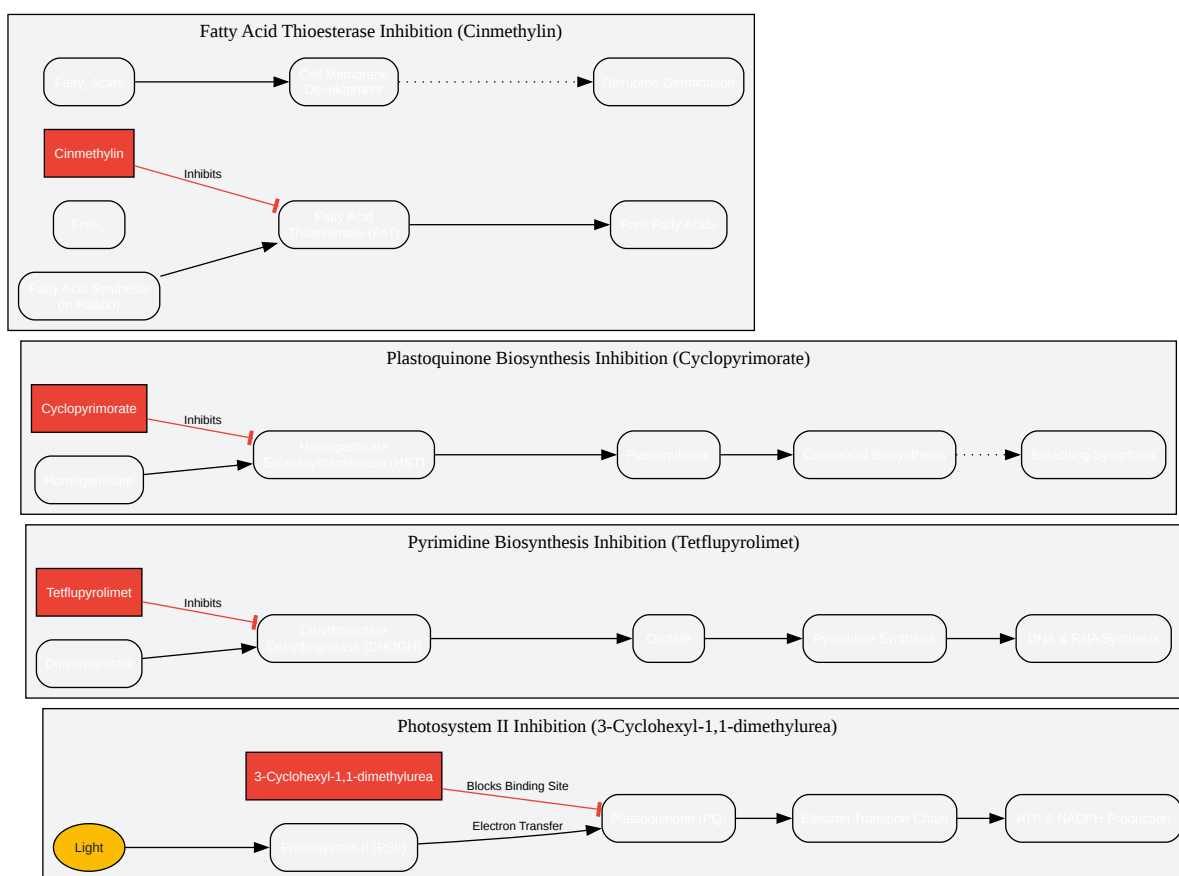 Fatty Acid Thioesterase Inhibition (Cinmethylin)
Fatty_Acids
Cell Membrane
Development
Disrupted Germination
Cinmethylin
Inhibits
Free_
Fatty Acid
Thioesterase (FAT)
Free Fatty Acids
Fatty Acid Synthesis
(in Plastid)
Plastoquinone Biosynthesis Inhibition (Cyclopyrimorate)
Cyclopyrimorate
Inhibits
Homogentisate
Solanesyltransferase (HST)
Plastoquinone
Carotenoid Biosynthesis
Bleaching Symptoms
Homogentisate
Pyrimidine Biosynthesis Inhibition (Tetflupyrolimet)
Tetflupyrolimet
Inhibits
Dihydroorotate
Dehydrogenase (DHODH)
Orotate
Pyrimidine Synthesis
DNA & RNA Synthesis
Dihydroorotate
Photosystem II Inhibition (3-Cyclohexyl-1,1-dimethylurea)
3-Cyclohexyl-1,1-dimethylurea
Blocks Binding Site
Plastoquinone (PQ)
Electron Transport Chain
ATP & NADPH Production
Electron Transfer
Light
Photosystem II (PSII)